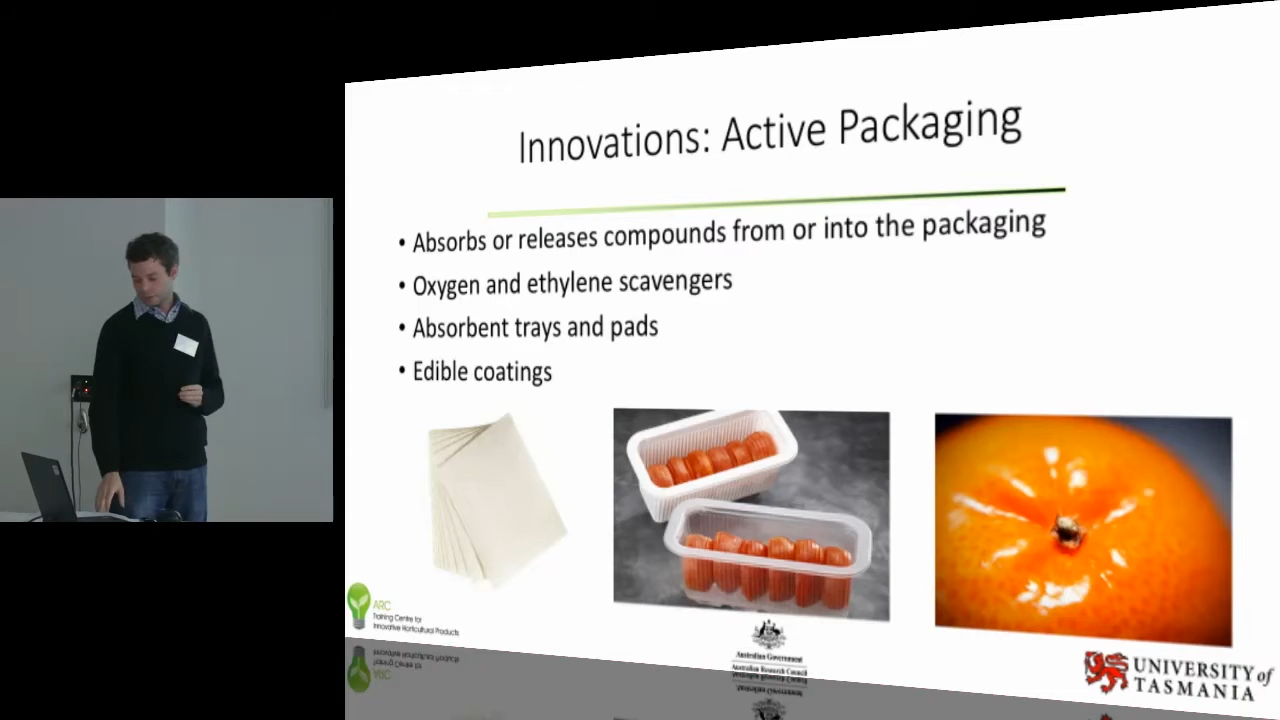 Innovations: Active Packaging
• Absorbs or releases compounds from or into the packaging
• Oxygen and ethylene scavengers
• Absorbent trays and pads
• Edible coatings
ARC
Training Centre for
Innovative Horticultural Products
Australian Government
Australian Research Council
UNIVERSITY of
TASMANIA